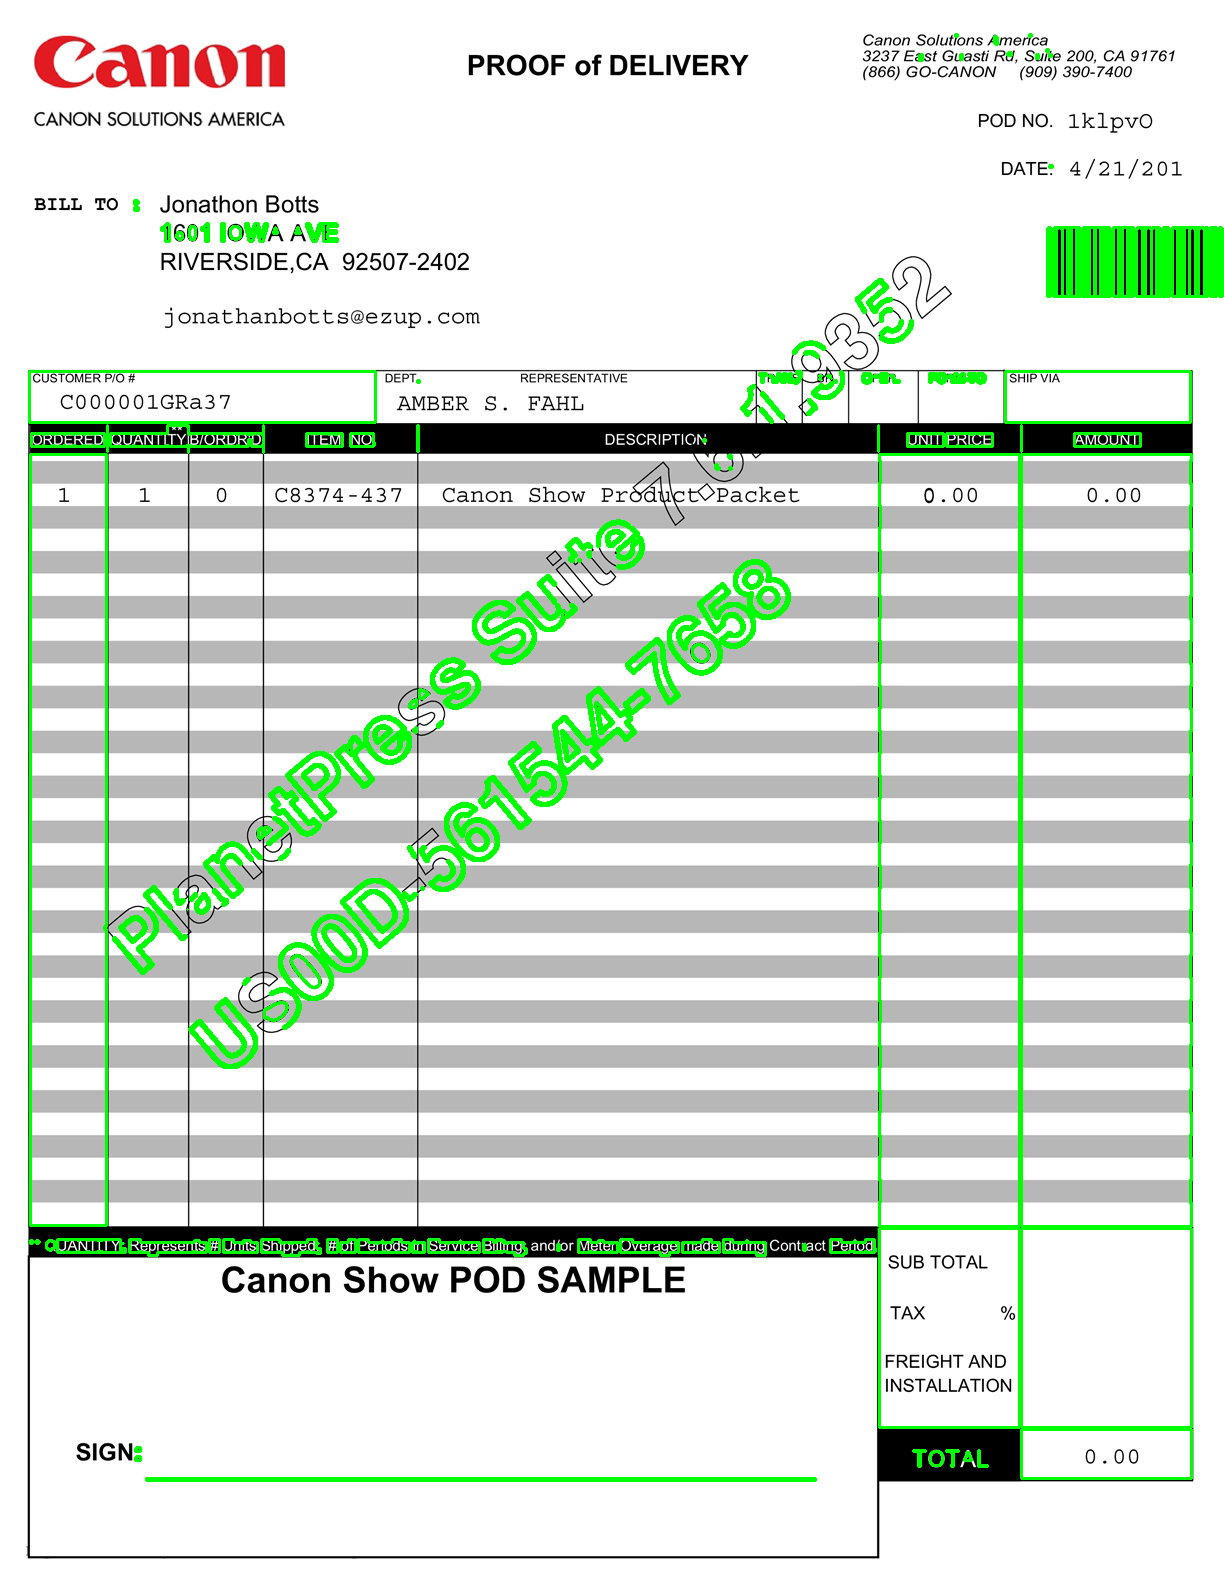 Canon
CANON SOLUTIONS AMERICA
PROOF of DELIVERY
Canon Solutions America
3237 East Guasti Rd, Suite 200, CA 91761
(866) GO-CANON (909) 390-7400
POD NO. 1klpvO
DATE: 4/21/201
BILL TO : Jonathon Botts
1601 IOWA AVE
RIVERSIDE,CA 92507-2402
jonathanbotts@ezup.com
CUSTOMER P/O # DEPT. REPRESENTATIVE TRANS SHIP VIA
C000001GRa37 AMBER S. FAHL
**
ORDERED QUANTITY B/ORDR'D ITEM NO. DESCRIPTION UNIT PRICE AMOUNT
1 1 0 C8374-437 Canon Show Product Packet 0.00 0.00
PlanetPress Suite 7.6.1.9352
US00D-561544-7658
** QUANTITY: Represents # Units Shipped, # of Periods in Service Billing, and/or Meter Overage made during Contract Period.
Canon Show POD SAMPLE
SUB TOTAL
TAX %
FREIGHT AND
INSTALLATION
SIGN:
TOTAL 0.00